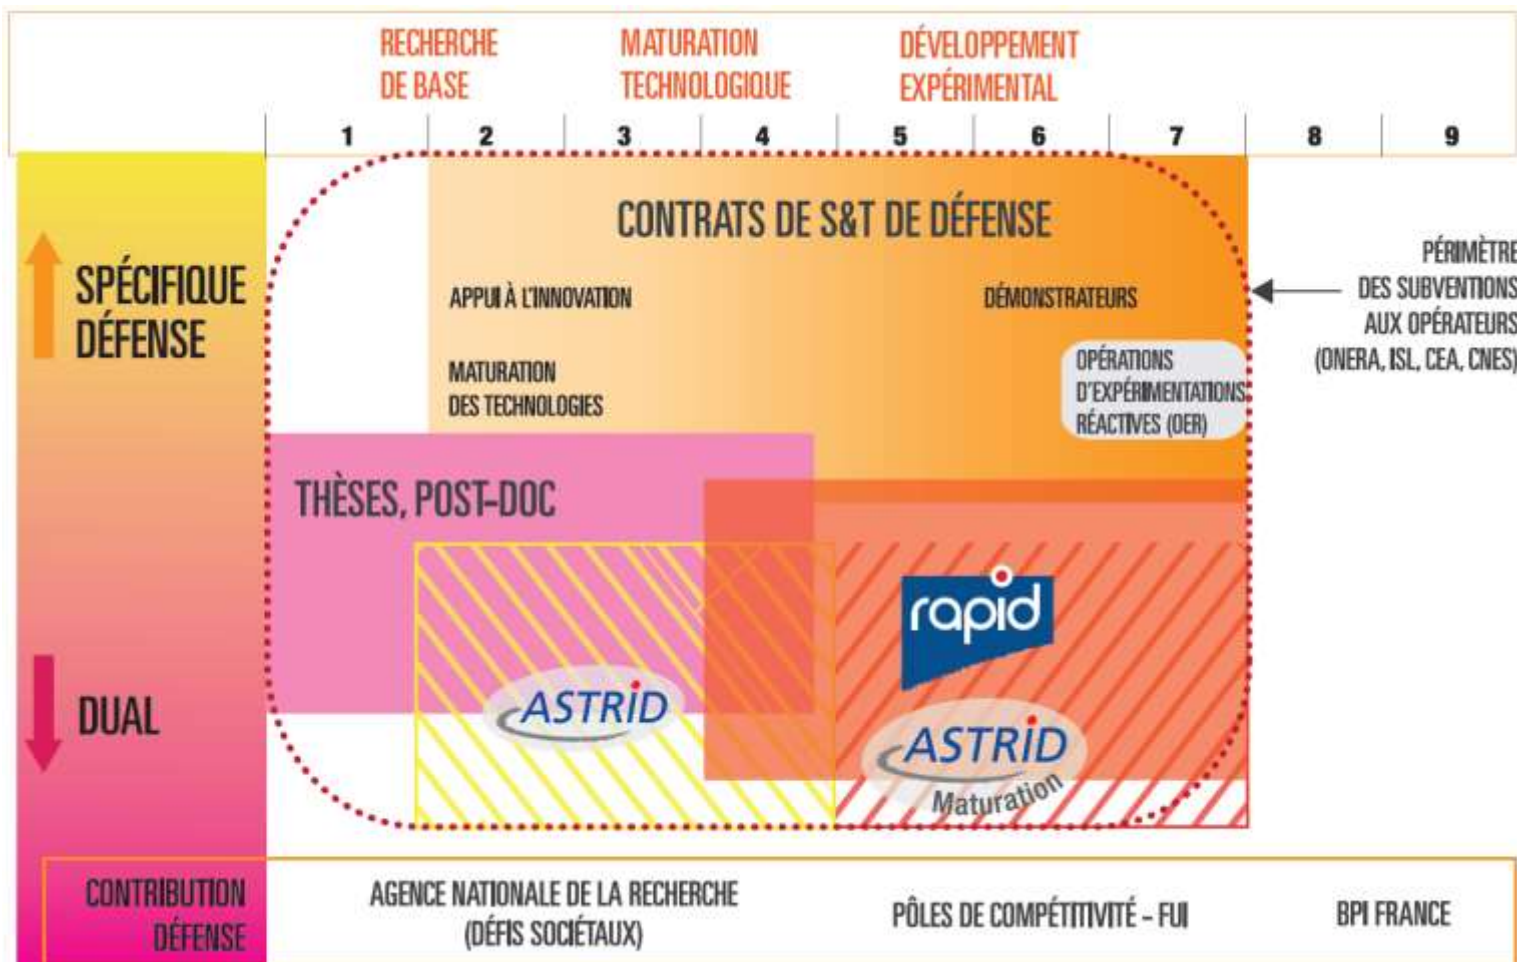 RECHERCHE
DE BASE
MATURATION
TECHNOLOGIQUE
DÉVELOPPEMENT
EXPÉRIMENTAL
1 2 3 4 5 6 7 8 9
SPÉCIFIQUE
DÉFENSE
DUAL
CONTRATS DE S&T DE DÉFENSE
APPUI À L'INNOVATION
DÉMONSTRATEURS
MATURATION
DES TECHNOLOGIES
OPÉRATIONS
D'EXPÉRIMENTATIONS
RÉACTIVES (OER)
PÉRIMÈTRE
DES SUBVENTIONS
AUX OPÉRATEURS
(ONERA, ISL, CEA, CNES)
THÈSES, POST-DOC
rapid
ASTRiD
ASTRiD
Maturation
CONTRIBUTION
DÉFENSE
AGENCE NATIONALE DE LA RECHERCHE
(DÉFIS SOCIÉTAUX)
PÔLES DE COMPÉTITIVITÉ - FUI
BPI FRANCE